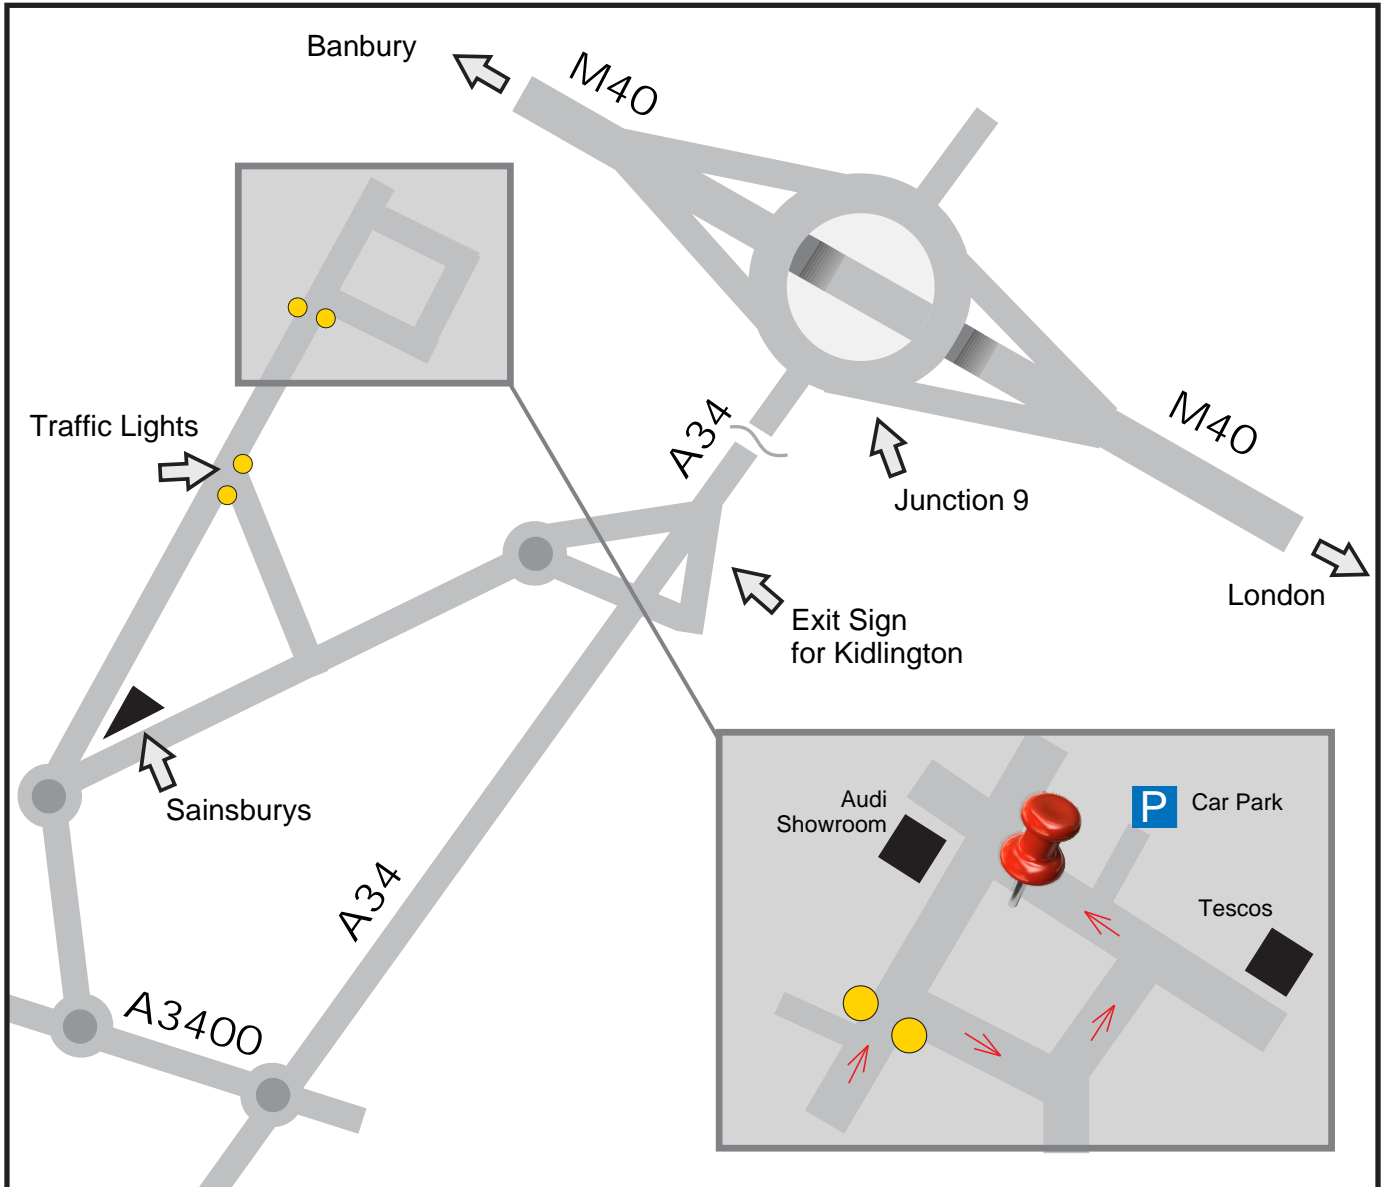 Banbury
M40
Traffic Lights
A34
M40
Junction 9
London
Exit Sign
for Kidlington
Sainsburys
Audi
Showroom
P
Car Park
A34
Tescos
A3400